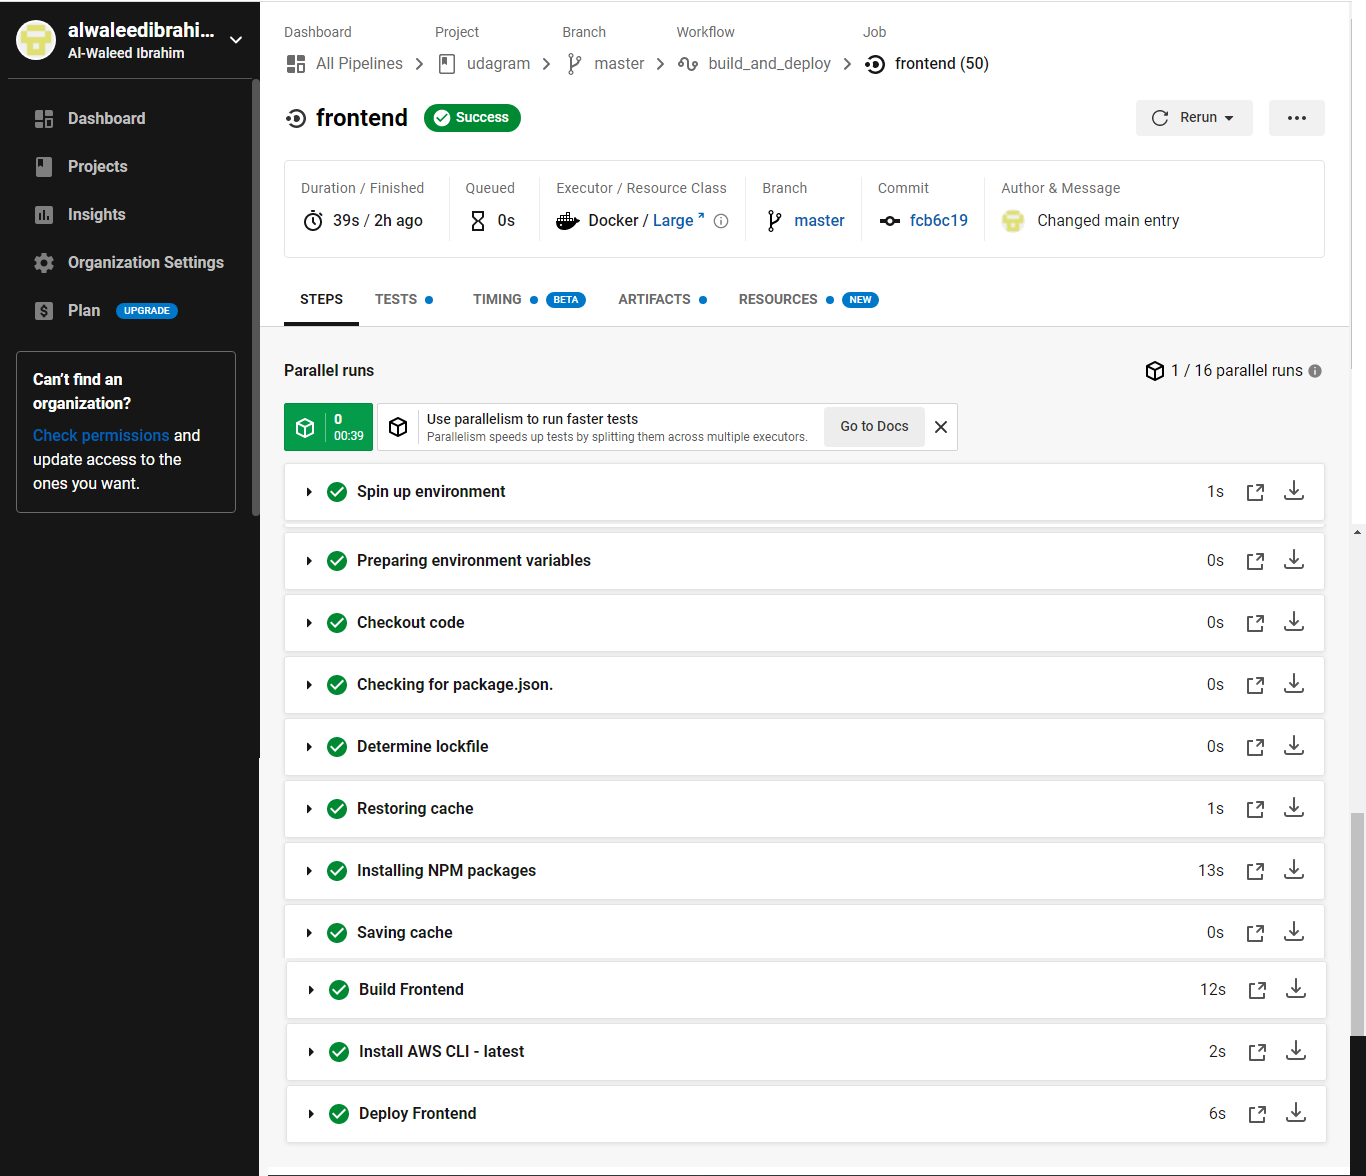 alwaleedibrahi...
Al-Waleed Ibrahim
Dashboard
Projects
Insights
Organization Settings
Plan UPGRADE
Can't find an
organization?
Check permissions and
update access to the
ones you want.
Dashboard Project Branch Workflow Job
All Pipelines udagram master build_and_deploy frontend (50)
frontend Success
Rerun
Duration / Finished Queued Executor / Resource Class Branch Commit Author & Message
39s / 2h ago 0s Docker / Large master fcb6c19 Changed main entry
STEPS TESTS TIMING BETA ARTIFACTS RESOURCES NEW
Parallel runs 1 / 16 parallel runs
0
00:39
Use parallelism to run faster tests
Parallelism speeds up tests by splitting them across multiple executors.
Go to Docs
Spin up environment 1s
Preparing environment variables 0s
Checkout code 0s
Checking for package.json. 0s
Determine lockfile 0s
Restoring cache 1s
Installing NPM packages 13s
Saving cache 0s
Build Frontend 12s
Install AWS CLI - latest 2s
Deploy Frontend 6s